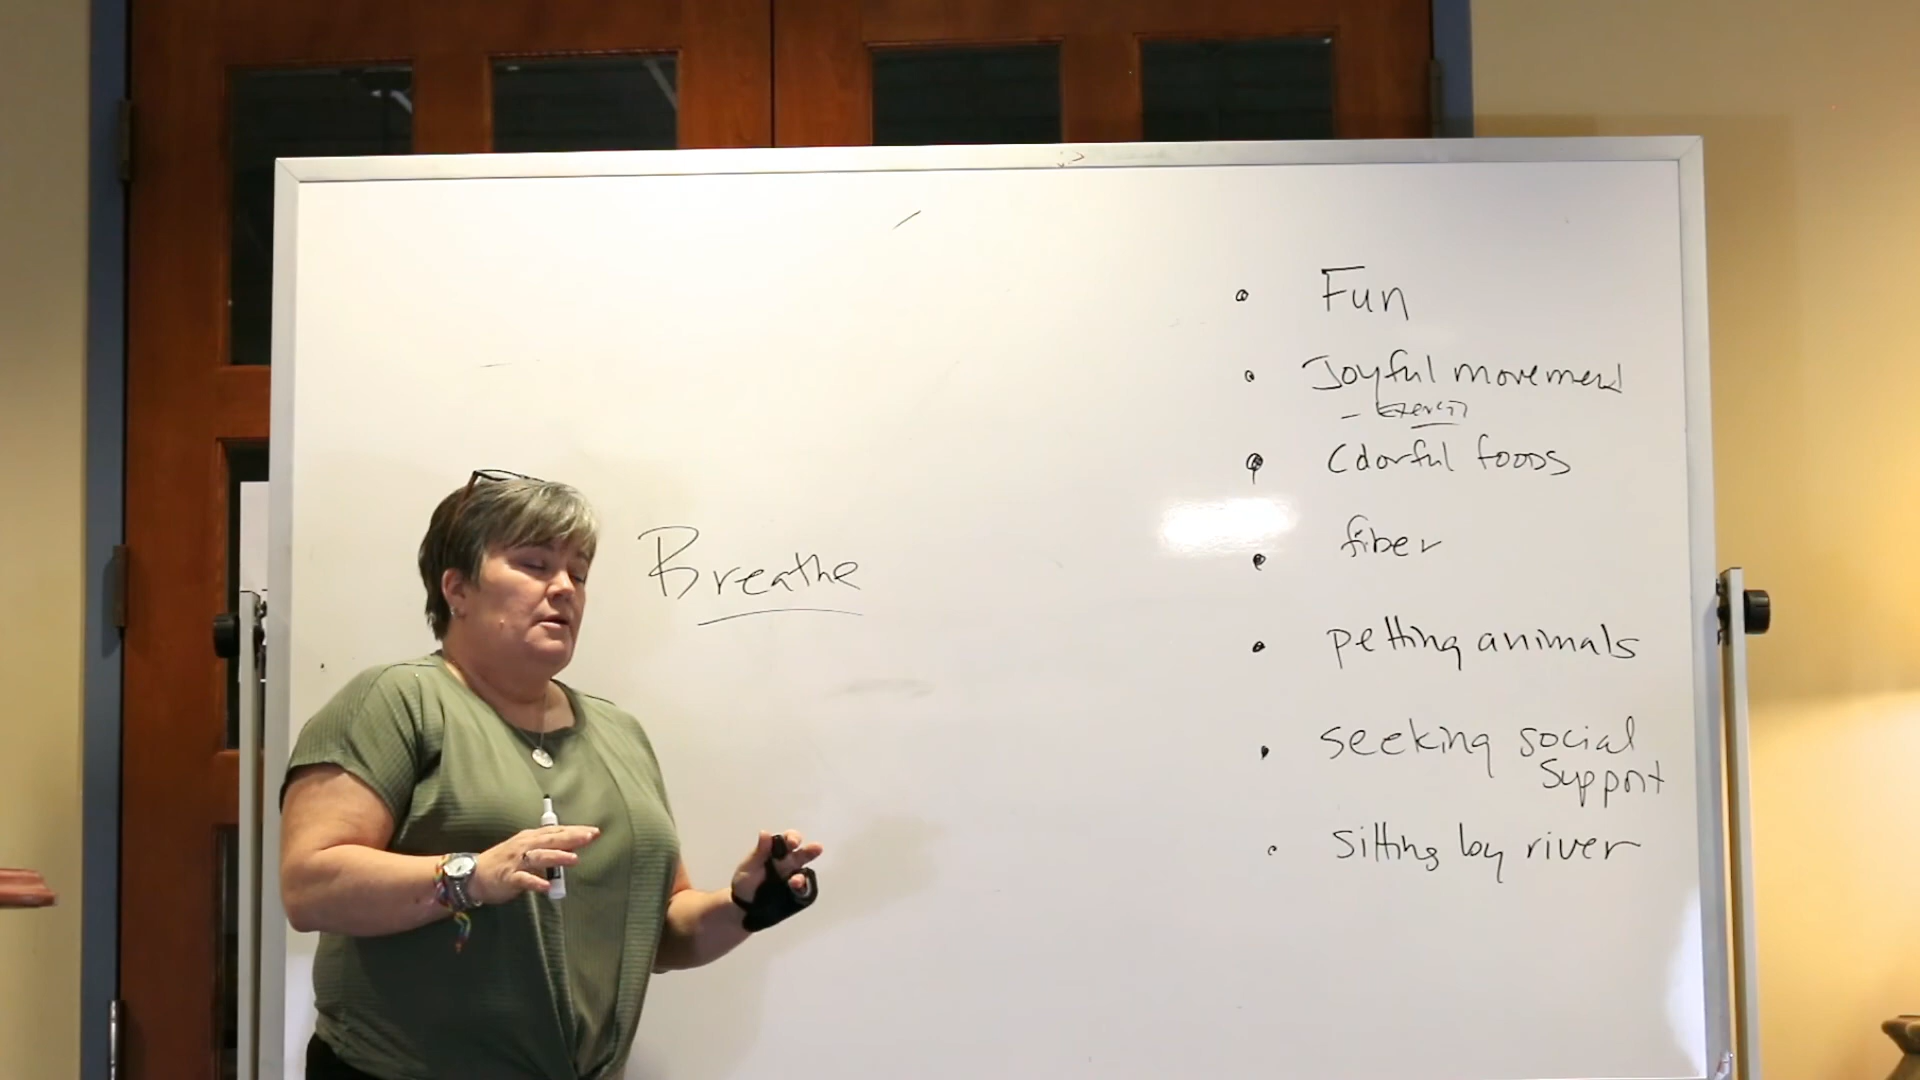 Breathe
• Fun
• Joyful movement
• Colorful foods
• fiber
• petting animals
• seeking social
support
• sitting by river